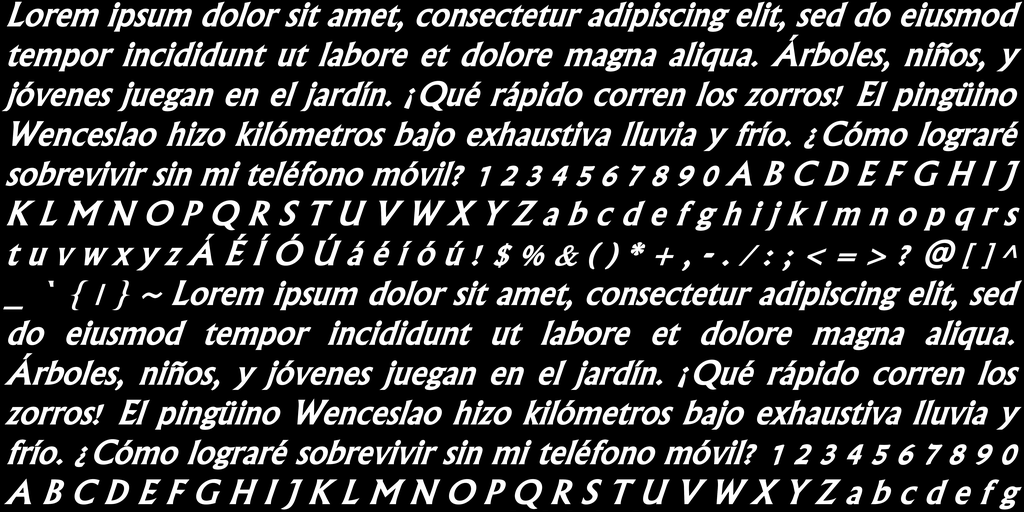 Lorem ipsum dolor sit amet, consectetur adipiscing elit, sed do eiusmod
tempor incididunt ut labore et dolore magna aliqua. Árboles, niños, y
jóvenes juegan en el jardín. ¡Qué rápido corren los zorros! El pingüino
Wenceslao hizo kilómetros bajo exhaustiva lluvia y frío. ¿Cómo lograré
sobrevivir sin mi teléfono móvil? 1 2 3 4 5 6 7 8 9 0 A B C D E F G H I J
K L M N O P Q R S T U V W X Y Z a b c d e f g h i j k l m n o p q r s
t u v w x y z Á É Í Ó Ú á é í ó ú ! $ % & ( ) * + , - . / : ; < = > ? @ [ ] ^
_ ` { | } ~ Lorem ipsum dolor sit amet, consectetur adipiscing elit, sed
do eiusmod tempor incididunt ut labore et dolore magna aliqua.
Árboles, niños, y jóvenes juegan en el jardín. ¡Qué rápido corren los
zorros! El pingüino Wenceslao hizo kilómetros bajo exhaustiva lluvia y
frío. ¿Cómo lograré sobrevivir sin mi teléfono móvil? 1 2 3 4 5 6 7 8 9 0
A B C D E F G H I J K L M N O P Q R S T U V W X Y Z a b c d e f g